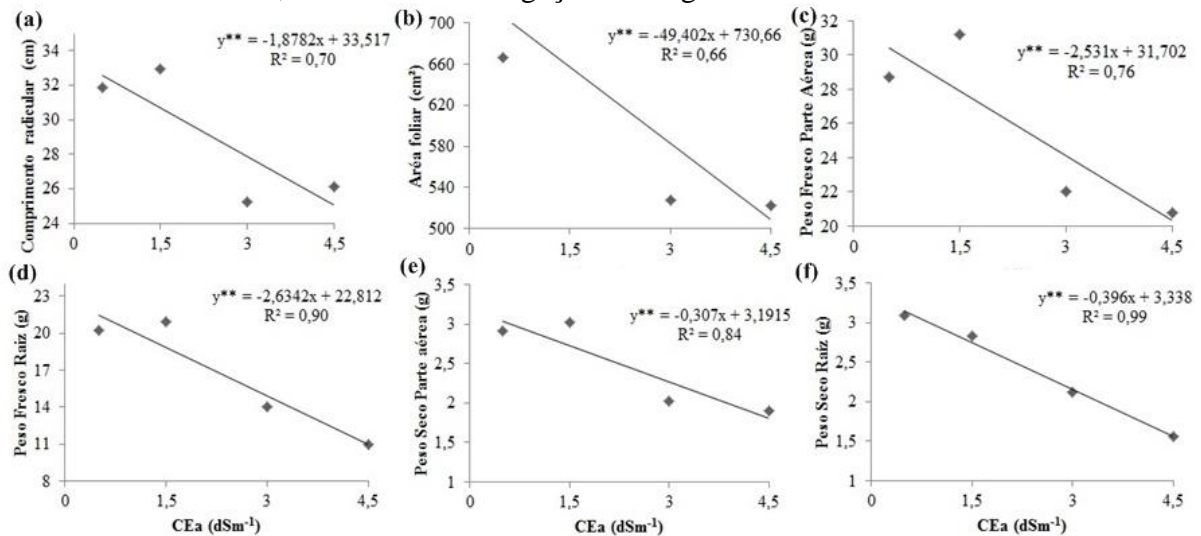 (a)
y** = -1,8782x + 33,517
R² = 0,70
Comprimento radicular (cm)
34
32
30
28
26
24
0
1,5
3
4,5
(b)
y** = -49,402x + 730,66
R² = 0,66
Aréa foliar (cm²)
700
660
620
580
540
500
0
1,5
3
4,5
(c)
y** = -2,531x + 31,702
R² = 0,76
Peso Fresco Parte Aérea (g)
32
30
28
26
24
22
20
0
1,5
3
4,5
(d)
y** = -2,6342x + 22,812
R² = 0,90
Peso Fresco Raiz (g)
23
20
17
14
11
8
0
1,5
3
4,5
CEa (dSm⁻¹)
(e)
y** = -0,307x + 3,1915
R² = 0,84
Peso Seco Parte aérea (g)
3,5
3
2,5
2
1,5
1
0
1,5
3
4,5
CEa (dSm⁻¹)
(f)
y** = -0,396x + 3,338
R² = 0,99
Peso Seco Raiz (g)
3,5
3
2,5
2
1,5
1
0
1,5
3
4,5
CEa (dSm⁻¹)